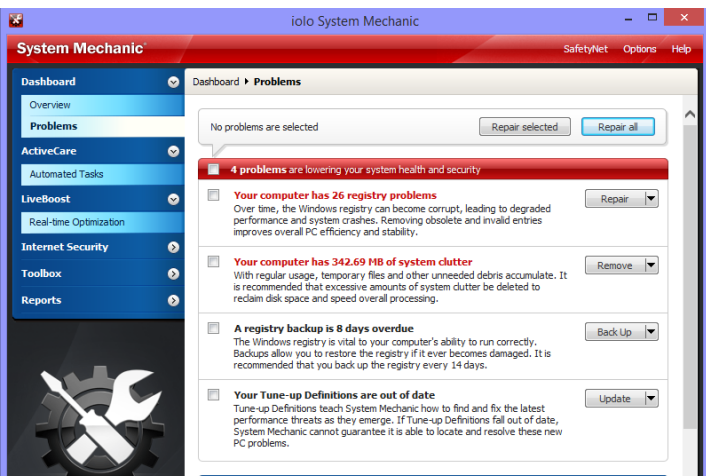 iolo System Mechanic
System Mechanic
SafetyNet Options Help
Dashboard
Overview
Problems
ActiveCare
Automated Tasks
LiveBoost
Real-time Optimization
Internet Security
Toolbox
Reports
Dashboard Problems
No problems are selected
Repair selected
Repair all
4 problems are lowering your system health and security
Your computer has 26 registry problems
Over time, the Windows registry can become corrupt, leading to degraded
performance and system crashes. Removing obsolete and invalid entries
improves overall PC efficiency and stability.
Repair
Your computer has 342.69 MB of system clutter
With regular usage, temporary files and other unneeded debris accumulate. It
is recommended that excessive amounts of system clutter be deleted to
reclaim disk space and speed overall processing.
Remove
A registry backup is 8 days overdue
The Windows registry is vital to your computer's ability to run correctly.
Backups allow you to restore the registry if it ever becomes damaged. It is
recommended that you back up the registry every 14 days.
Back Up
Your Tune-up Definitions are out of date
Tune-up Definitions teach System Mechanic how to find and fix the latest
performance threats as they emerge. If Tune-up Definitions fall out of date,
System Mechanic cannot guarantee it is able to locate and resolve these new
PC problems.
Update